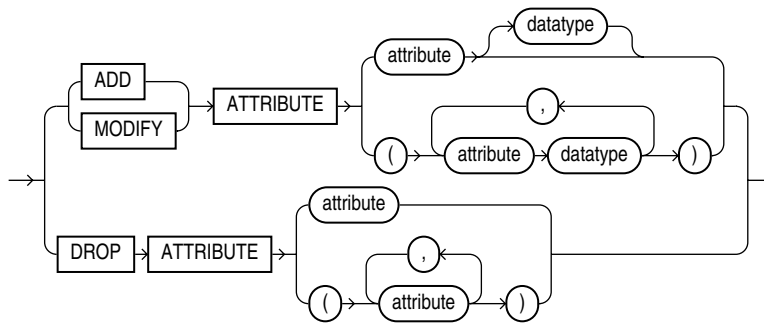 datatype
ADD
attribute
ATTRIBUTE
MODIFY
,
( attribute datatype )
attribute
DROP ATTRIBUTE
,
( attribute )